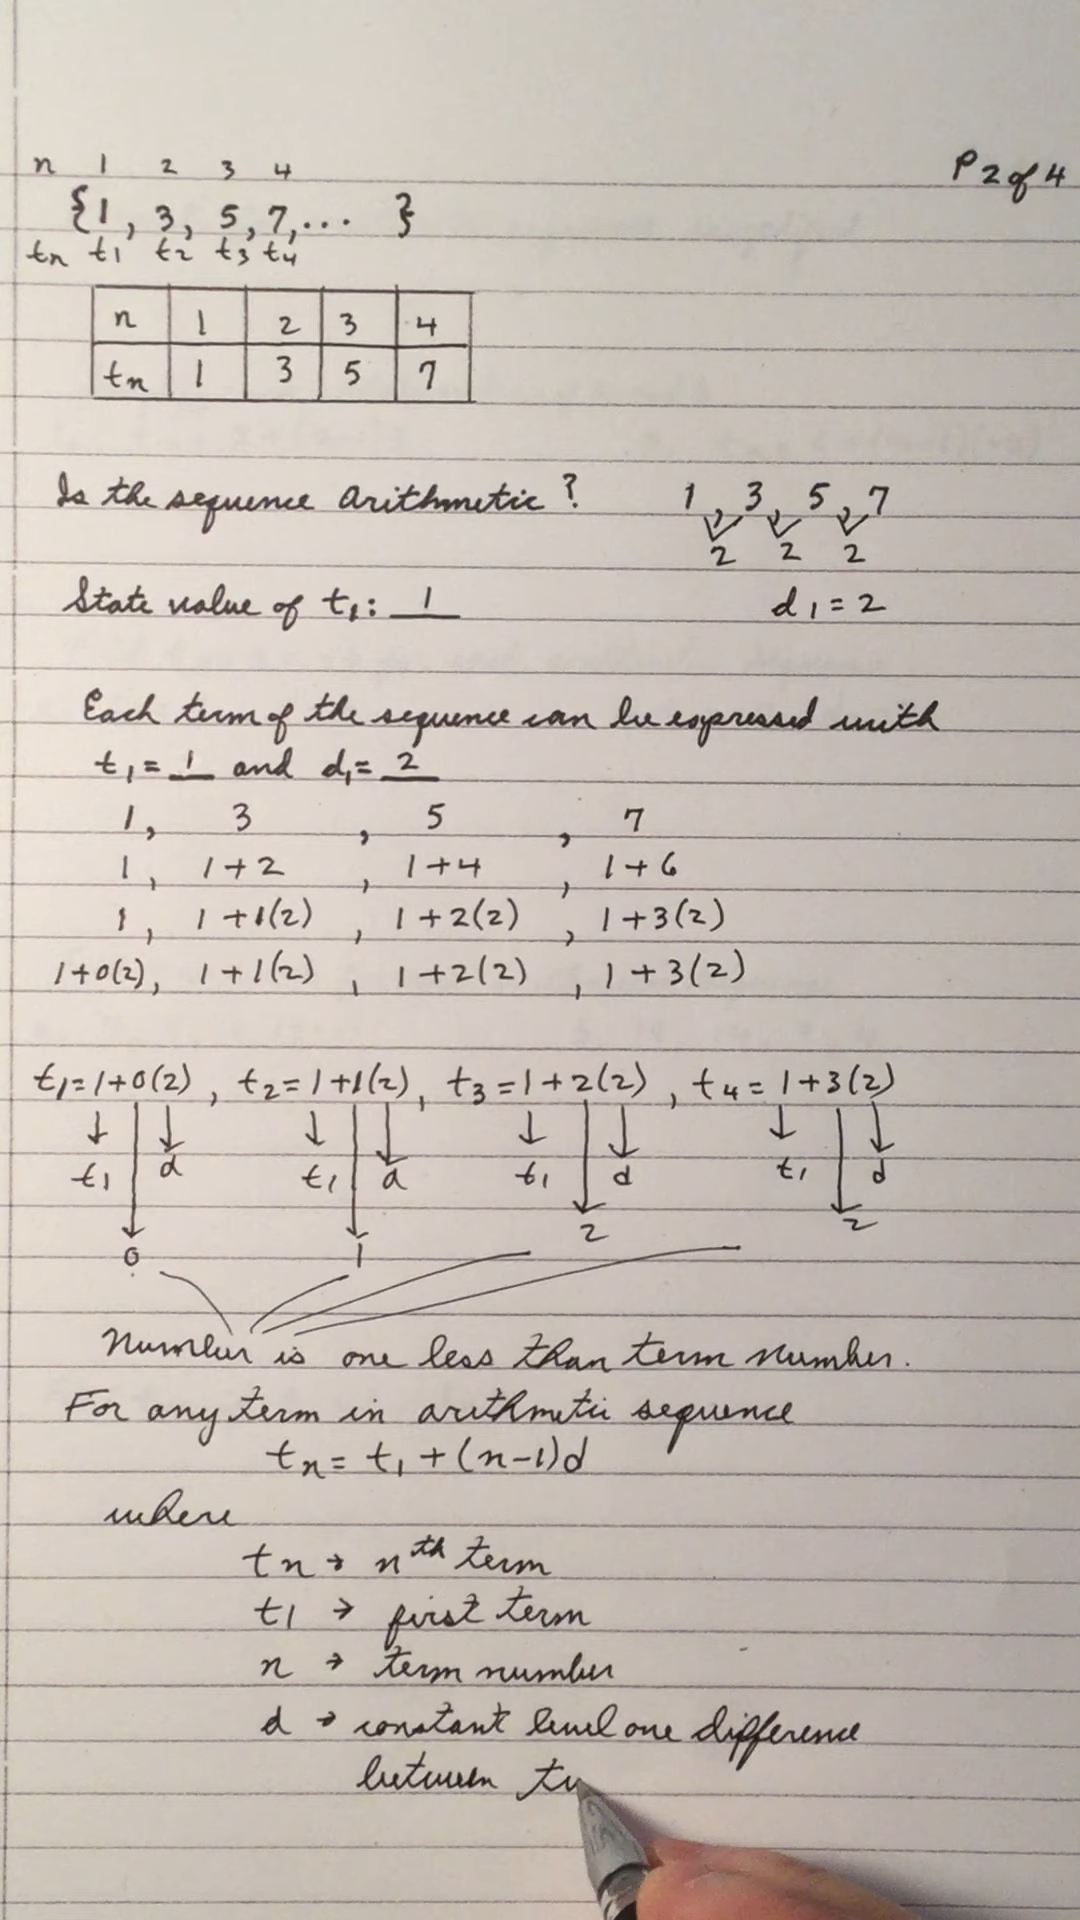 P 2 of 4
n 1 2 3 4
{1, 3, 5, 7, ... }
tn t1 t2 t3 t4
n 1 2 3 4
tn 1 3 5 7
Is the sequence arithmetic? 1, 3, 5, 7
2 2 2
State value of t1: 1 d1 = 2
Each term of the sequence can be expressed with
t1 = 1 and d1 = 2
1, 3, 5, 7
1, 1+2, 1+4, 1+6
1, 1+1(2), 1+2(2), 1+3(2)
1+0(2), 1+1(2), 1+2(2), 1+3(2)
t1=1+0(2), t2=1+1(2), t3=1+2(2), t4=1+3(2)
↓ ↓ ↓ ↓ ↓ ↓ ↓ ↓
t1 d t1 d t1 d t1 d
0 1 2 2
Number is one less than term number.
For any term in arithmetic sequence
tn = t1 + (n-1)d
where
tn → nth term
t1 → first term
n → term number
d → constant level one difference
between